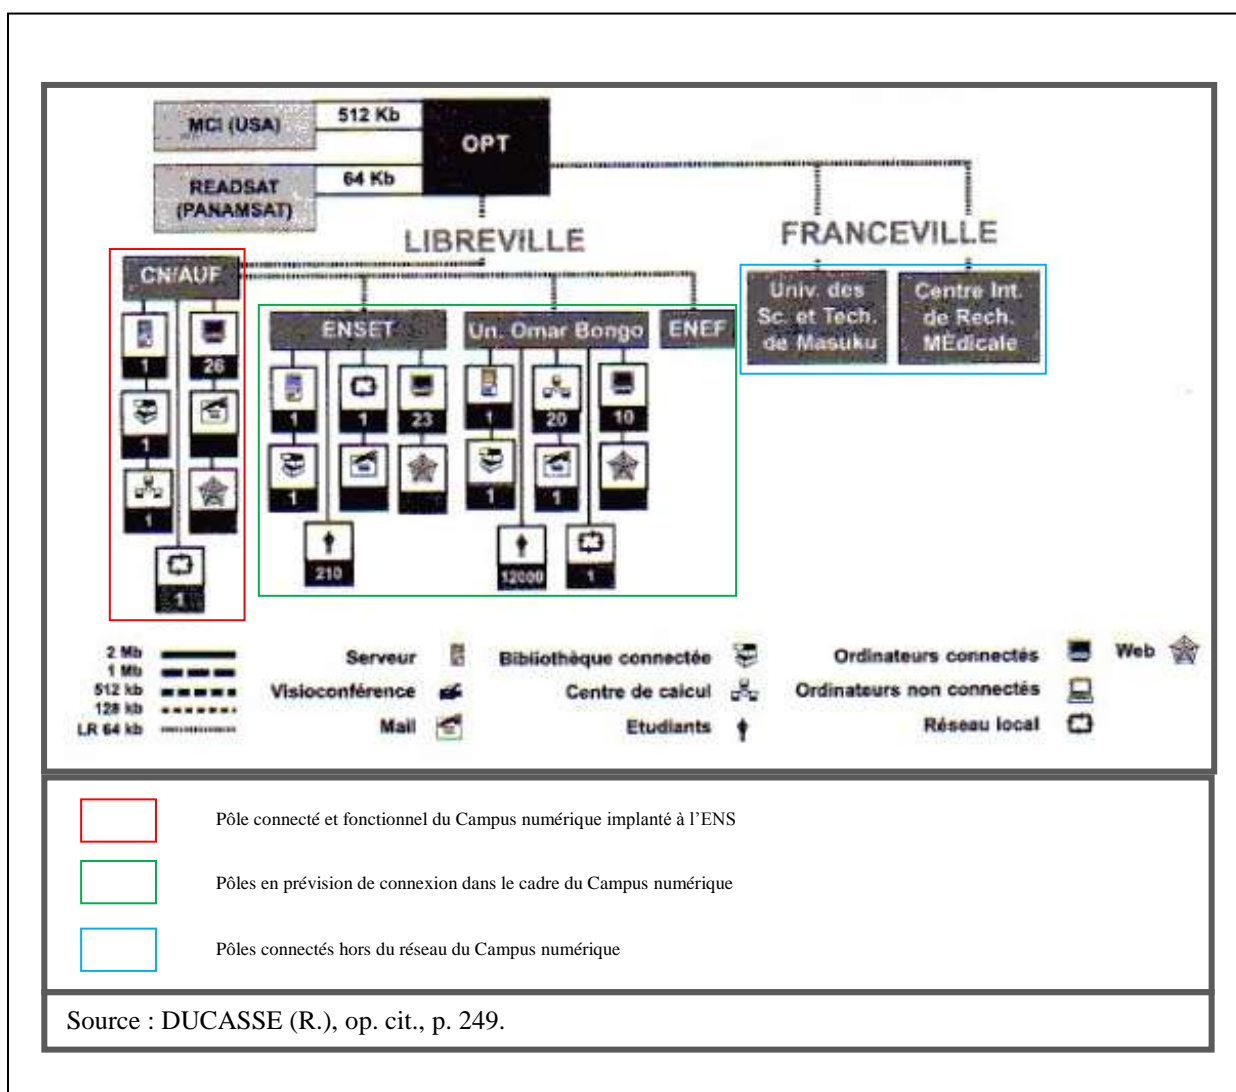 MCI (USA)
512 Kb
OPT
READSAT
(PANAMSAT)
64 Kb
LIBREVILLE
FRANCEVILLE
CN/AUF
1
26
1
1
1
ENSET
1
1
23
1
210
Un. Omar Bongo
1
20
10
1
1
12000
1
ENEF
Univ. des
Sc. et Tech.
de Masuku
Centre Int.
de Rech.
MEdicale
2 Mb
1 Mb
512 kb
128 kb
LR 64 kb
Serveur
Visioconférence
Mail
Bibliothèque connectée
Centre de calcul
Etudiants
Ordinateurs connectés
Ordinateurs non connectés
Réseau local
Web
Pôle connecté et fonctionnel du Campus numérique implanté à l’ENS
Pôles en prévision de connexion dans le cadre du Campus numérique
Pôles connectés hors du réseau du Campus numérique
Source : DUCASSE (R.), op. cit., p. 249.